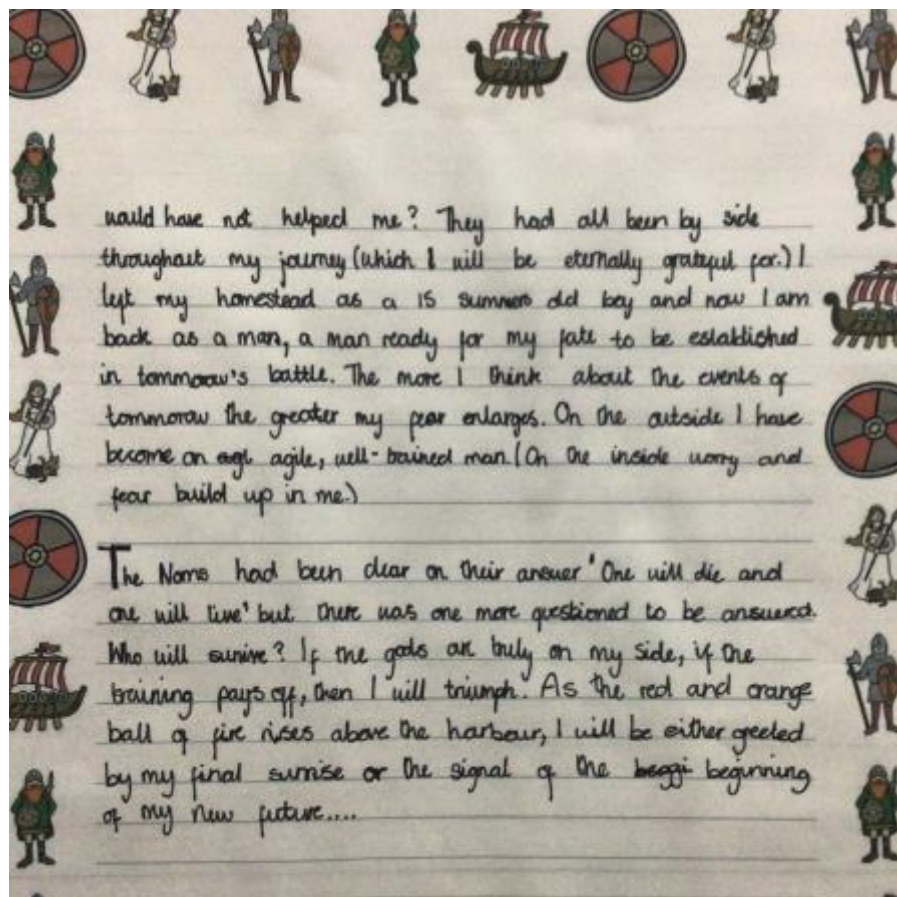 would have not helped me? They had all been by side
throughout my journey (which I will be eternally grateful for.) I
left my homestead as a 15 summers old boy and now I am
back as a man, a man ready for my fate to be established
in tommorow's battle. The more I think about the events of
tommorow the greater my fear enlarges. On the outside I have
become an agile, well-trained man (On the inside worry and
fear build up in me.)
The Norns had been clear on their answer 'One will die and
one will live' but there was one more questioned to be answered.
Who will survive? If the gods are truly on my side, if the
training pays off, then I will triumph. As the red and orange
ball of fire rises above the harbour, I will be either greeted
by my final sunrise or the signal of the beginning
of my new future....